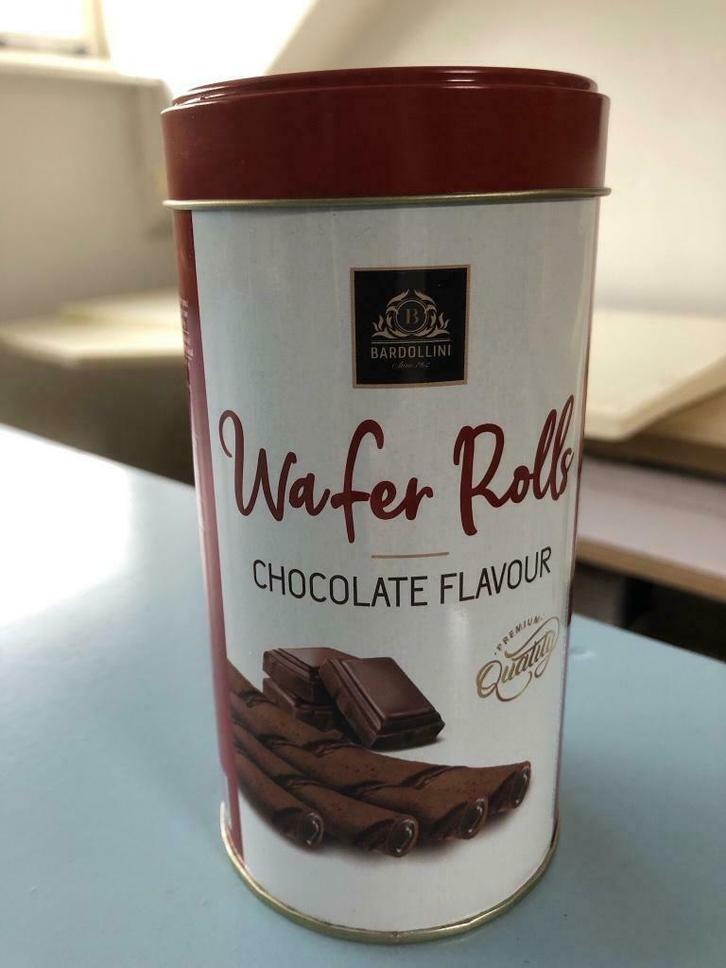 B
BARDOLLINI
Wafer Rolls
CHOCOLATE FLAVOUR
PREMIUM
Quality